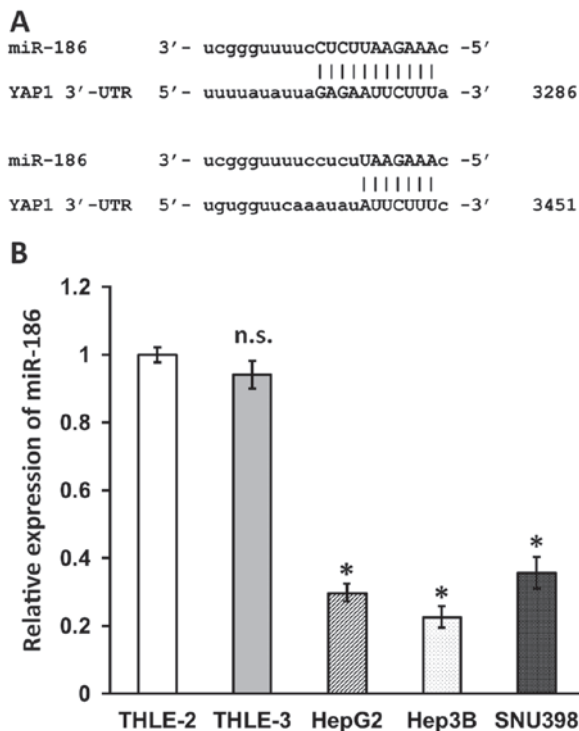 A
miR-186 3′- ucggguuuucCUCUUAAGAAAc -5′
| | | | | | | | | | |
YAP1 3′-UTR 5′- uuuuauauuaGAGAAUUCUUUa -3′ 3286
miR-186 3′- ucggguuuuccucuUAAGAAAc -5′
| | | | | | |
YAP1 3′-UTR 5′- uguguucaaauauAUUCUUUc -3′ 3451
B
Relative expression of miR-186
1.2
1
0.8
0.6
0.4
0.2
0
n.s.
*
*
*
THLE-2 THLE-3 HepG2 Hep3B SNU398